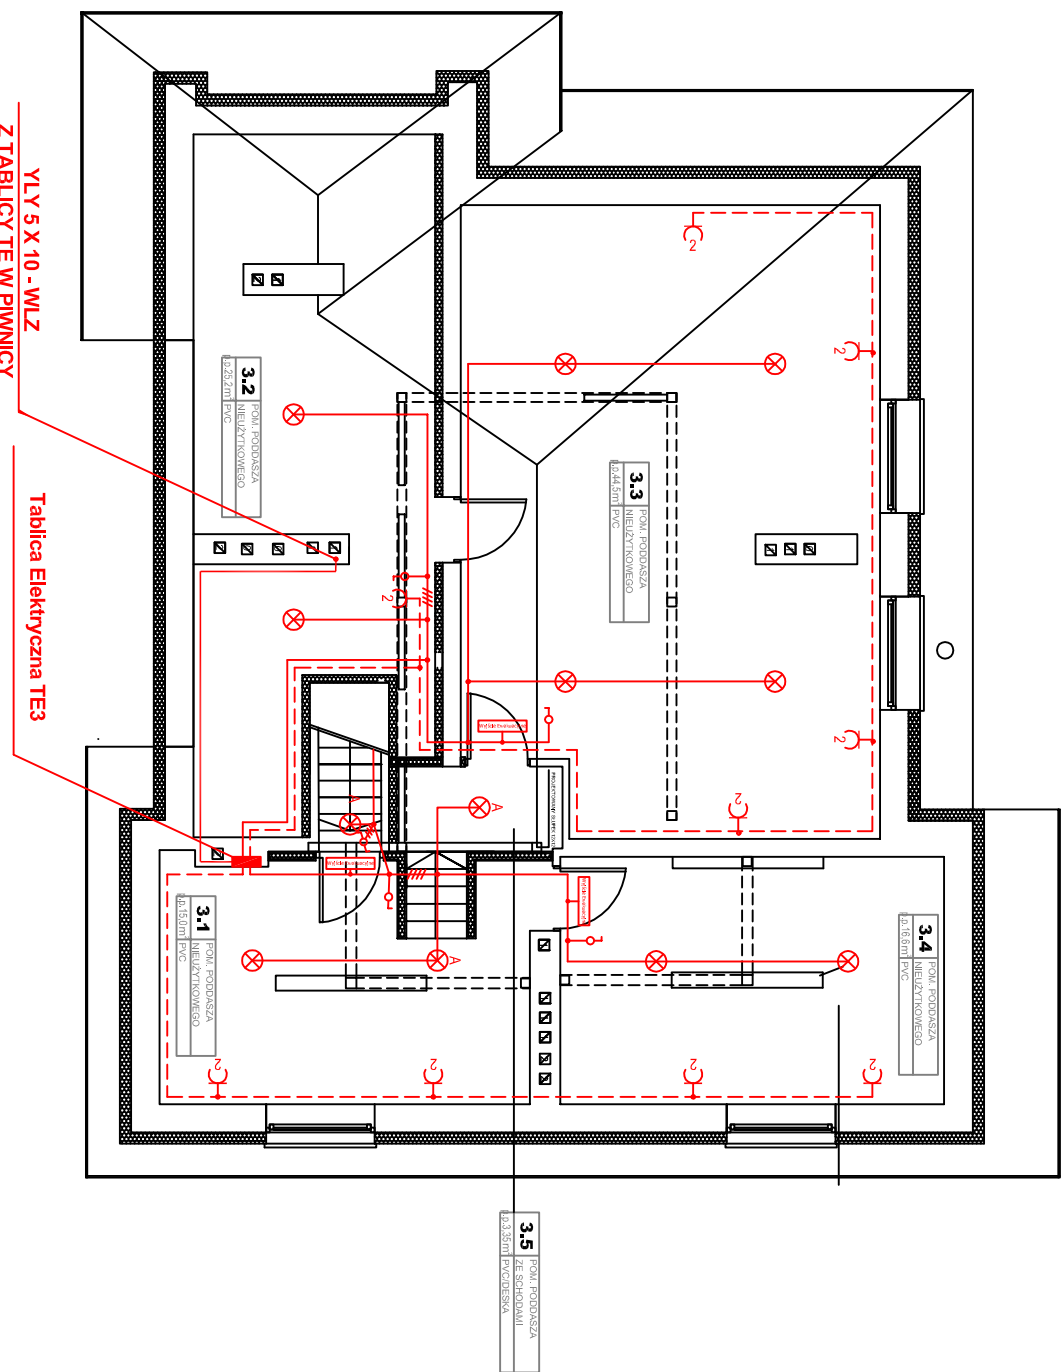 YLY 5 X 10 - WLZ
Z TABLICY TE W PIWNICY
Tablica Elektryczna TE3
3.2
POM. PODDASZA
NIEUŻYTKOWEGO
p.p.25,2m² PVC
3.3
POM. PODDASZA
NIEUŻYTKOWEGO
p.p.44,5m² PVC
3.1
POM. PODDASZA
NIEUŻYTKOWEGO
p.p.15,0m² PVC
3.4
POM. PODDASZA
NIEUŻYTKOWEGO
p.p.16,6m² PVC
3.5
POM. PODDASZA
ZE SCHODAMI
p.p.3,35m² PVC/DESKA
2
2
2
2
2
2
2
2
2
A
A
A